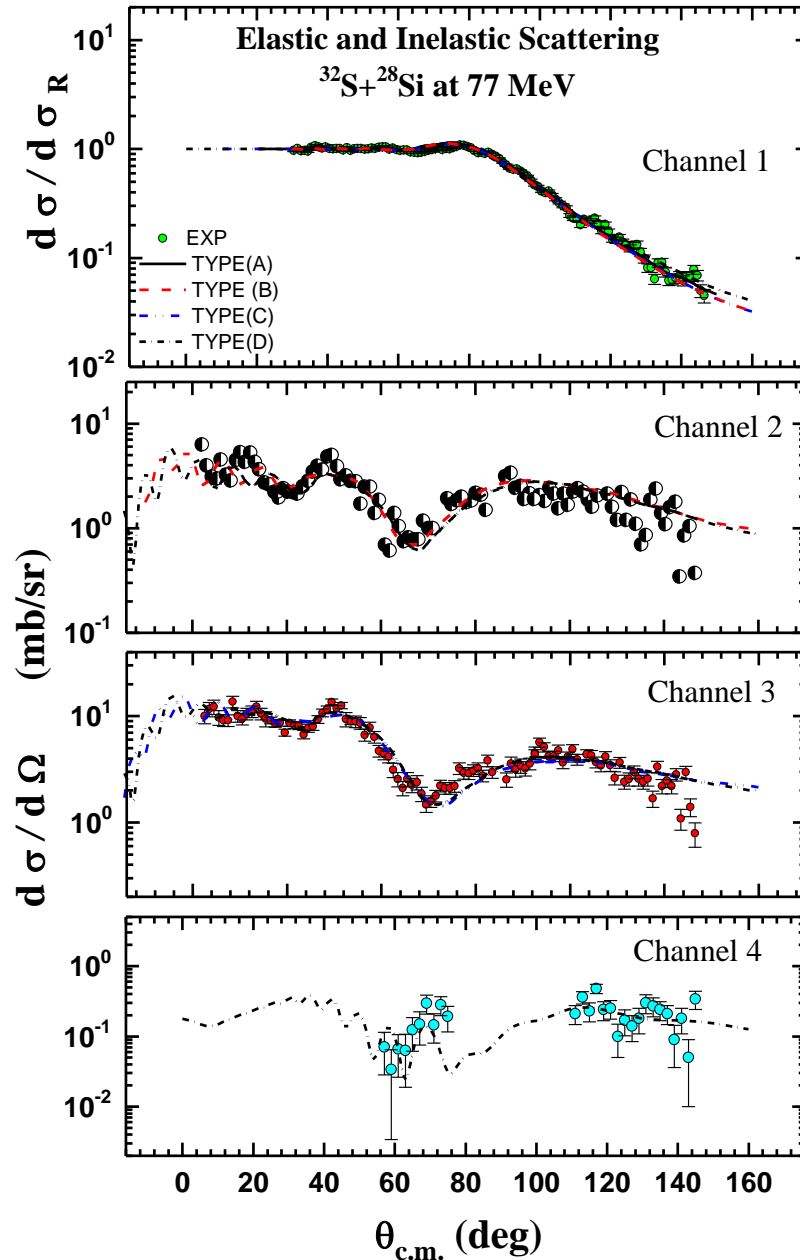 Elastic and Inelastic Scattering
³²S+²⁸Si at 77 MeV
Channel 1
EXP
TYPE(A)
TYPE (B)
TYPE(C)
TYPE(D)
10¹
10⁰
10⁻¹
10⁻²
d σ / d σ_R
Channel 2
10¹
10⁰
10⁻¹
Channel 3
10¹
10⁰
d σ / d Ω (mb/sr)
Channel 4
10⁰
10⁻¹
10⁻²
0 20 40 60 80 100 120 140 160
θ_c.m. (deg)